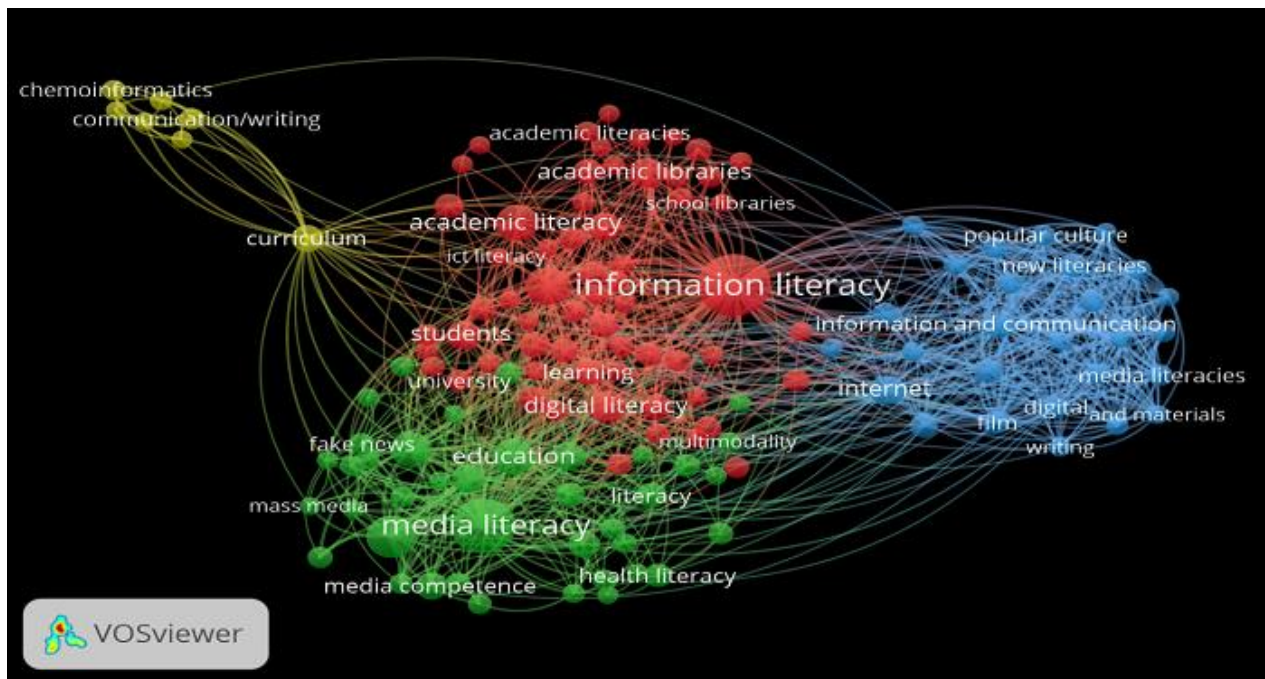 chemoinformatics
communication/writing
academic literacies
academic libraries
school libraries
academic literacy
curriculum
popular culture
ict literacy
new literacies
information literacy
information and communication
students
learning
media literacies
university
internet
digital literacy
digital
and materials
film
fake news
multimodality
writing
education
literacy
mass media
media literacy
health literacy
media competence
VOSviewer